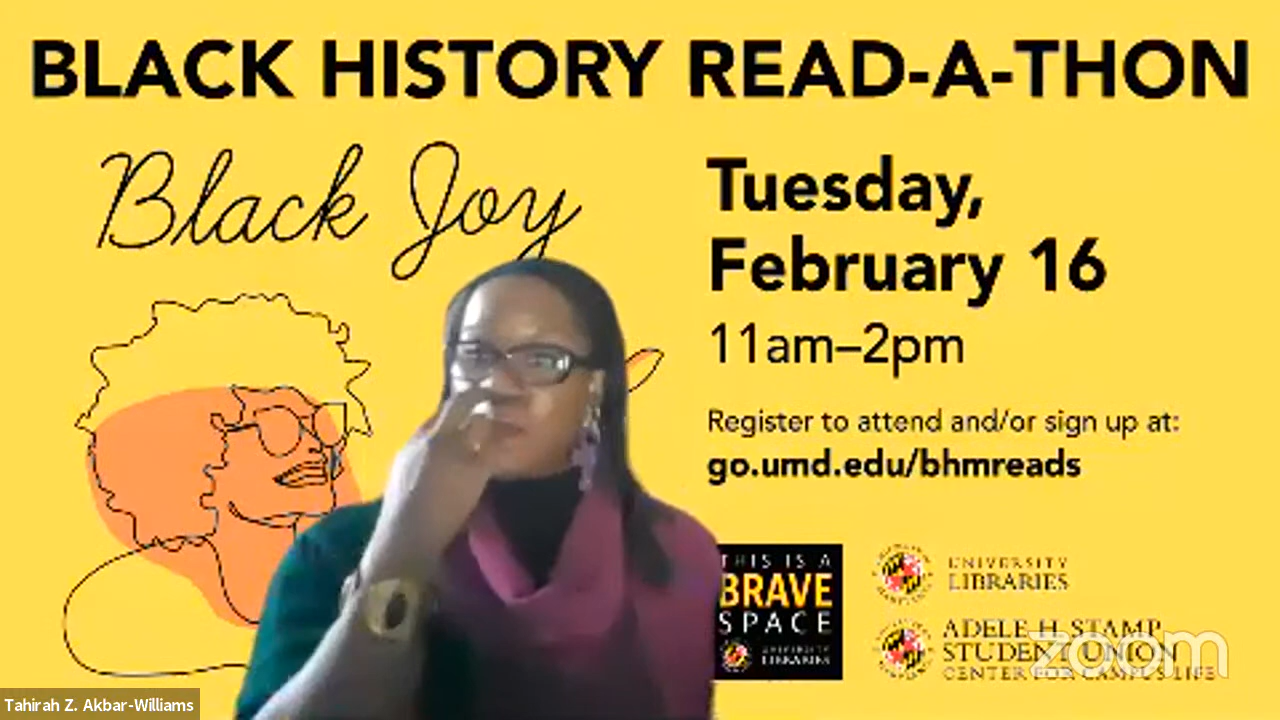 BLACK HISTORY READ-A-THON
Black Joy
Tuesday,
February 16
11am–2pm
Register to attend and/or sign up at:
go.umd.edu/bhmreads
THIS IS A
BRAVE
SPACE
UNIVERSITY
LIBRARIES
UNIVERSITY
LIBRARIES
ADELE H. STAMP
STUDENT UNION
CENTER FOR CAMPUS LIFE
zoom
Tahirah Z. Akbar-Williams